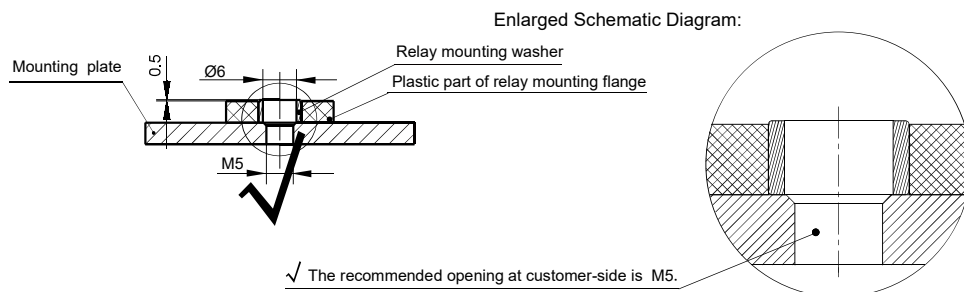 Enlarged Schematic Diagram:
Relay mounting washer
Mounting plate
0.5
Ø6
Plastic part of relay mounting flange
M5
√ The recommended opening at customer-side is M5.